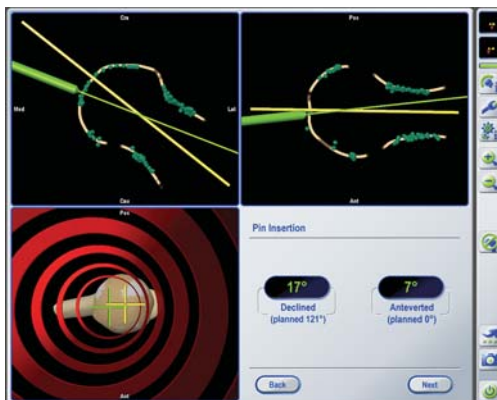 Cra
Med
Lat
Cau
Pos
Ant
Pos
Ant
Pin Insertion
17°
Declined
(planned 121°)
7°
Anteverted
(planned 0°)
Back
Next